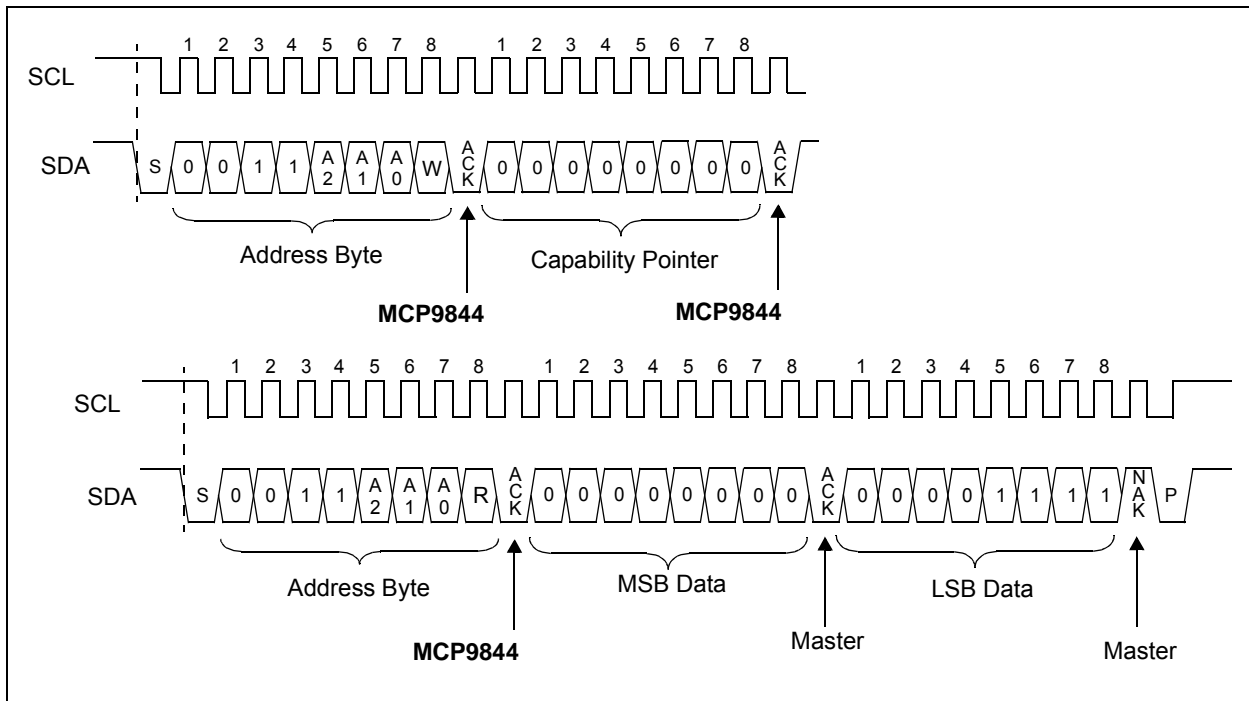 1 2 3 4 5 6 7 8 1 2 3 4 5 6 7 8
SCL
SDA S 0 0 1 1 A2 A1 A0 W ACK 0 0 0 0 0 0 0 0 ACK
Address Byte Capability Pointer
MCP9844 MCP9844
1 2 3 4 5 6 7 8 1 2 3 4 5 6 7 8 1 2 3 4 5 6 7 8
SCL
SDA S 0 0 1 1 A2 A1 A0 R ACK 0 0 0 0 0 0 0 0 ACK 0 0 0 0 1 1 1 1 NAK P
Address Byte MSB Data LSB Data
MCP9844 Master Master